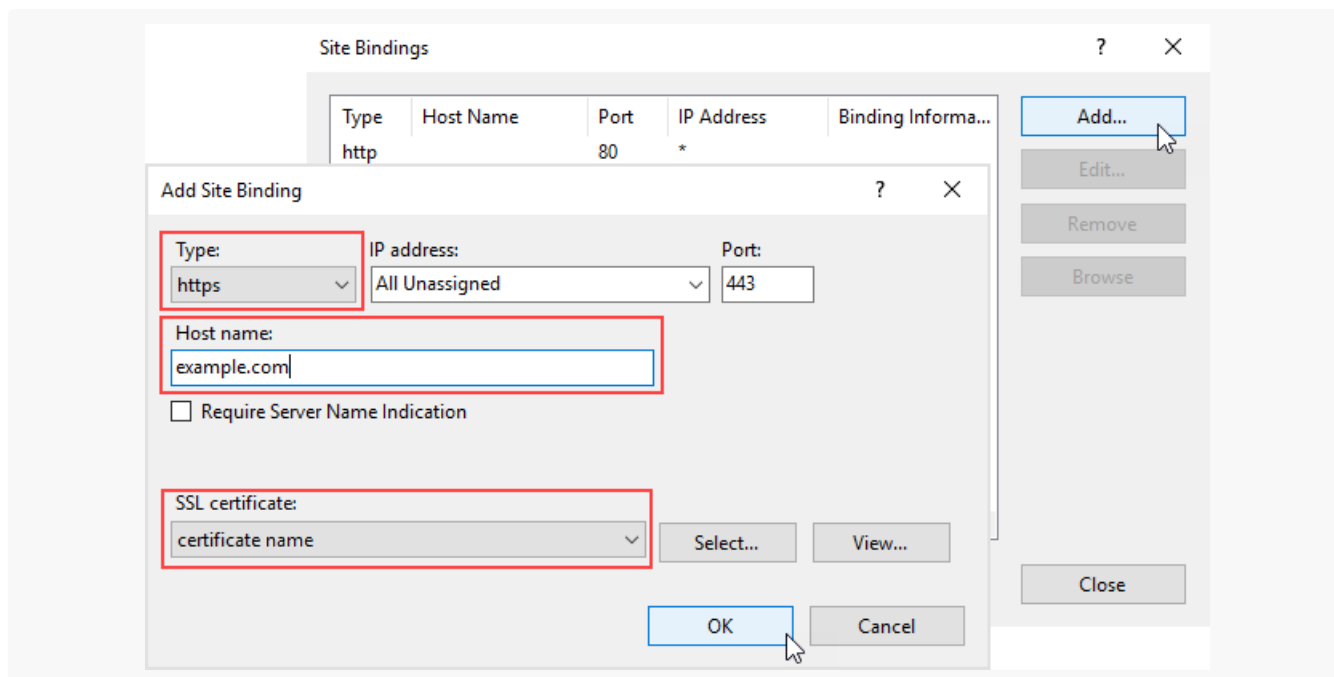 Site Bindings ? ×
Type Host Name Port IP Address Binding Informa...
http 80 *
Add...
Edit...
Remove
Browse
Add Site Binding ? ×
Type: IP address: Port:
https All Unassigned 443
Host name:
example.com
Require Server Name Indication
SSL certificate:
certificate name Select... View...
OK Cancel
Close